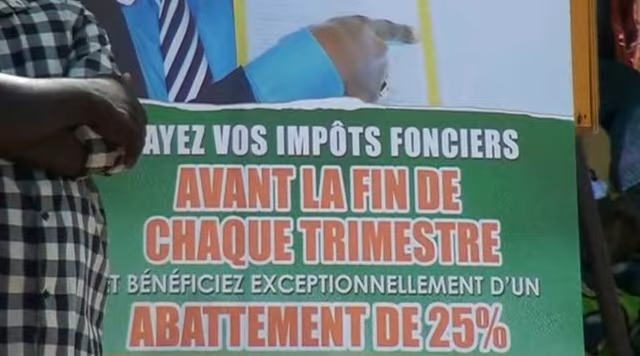 AYEZ VOS IMPÔTS FONCIERS
AVANT LA FIN DE
CHAQUE TRIMESTRE
T BÉNÉFICIEZ EXCEPTIONNELLEMENT D'UN
ABATTEMENT DE 25%